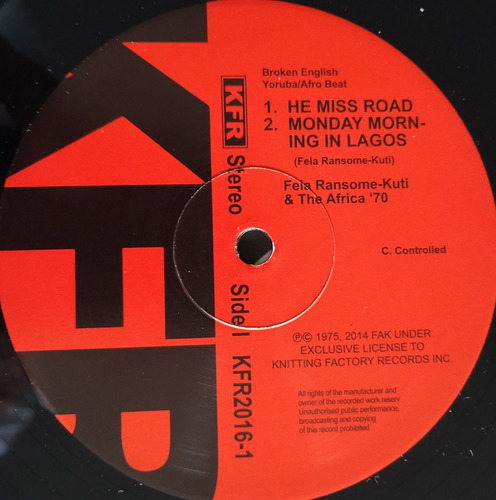 Broken English
Yoruba/Afro Beat
1. HE MISS ROAD
2. MONDAY MORN-
ING IN LAGOS
(Fela Ransome-Kuti)
Fela Ransome-Kuti
& The Africa '70
C. Controlled
℗© 1975, 2014 FAK UNDER
EXCLUSIVE LICENSE TO
KNITTING FACTORY RECORDS INC.
All rights of the manufacturer and
owner of the recorded work reserv
Unauthorised public performance,
broadcasting and copying
of this record prohibited.
KFR Stereo Side I KFR2016-1
KFR